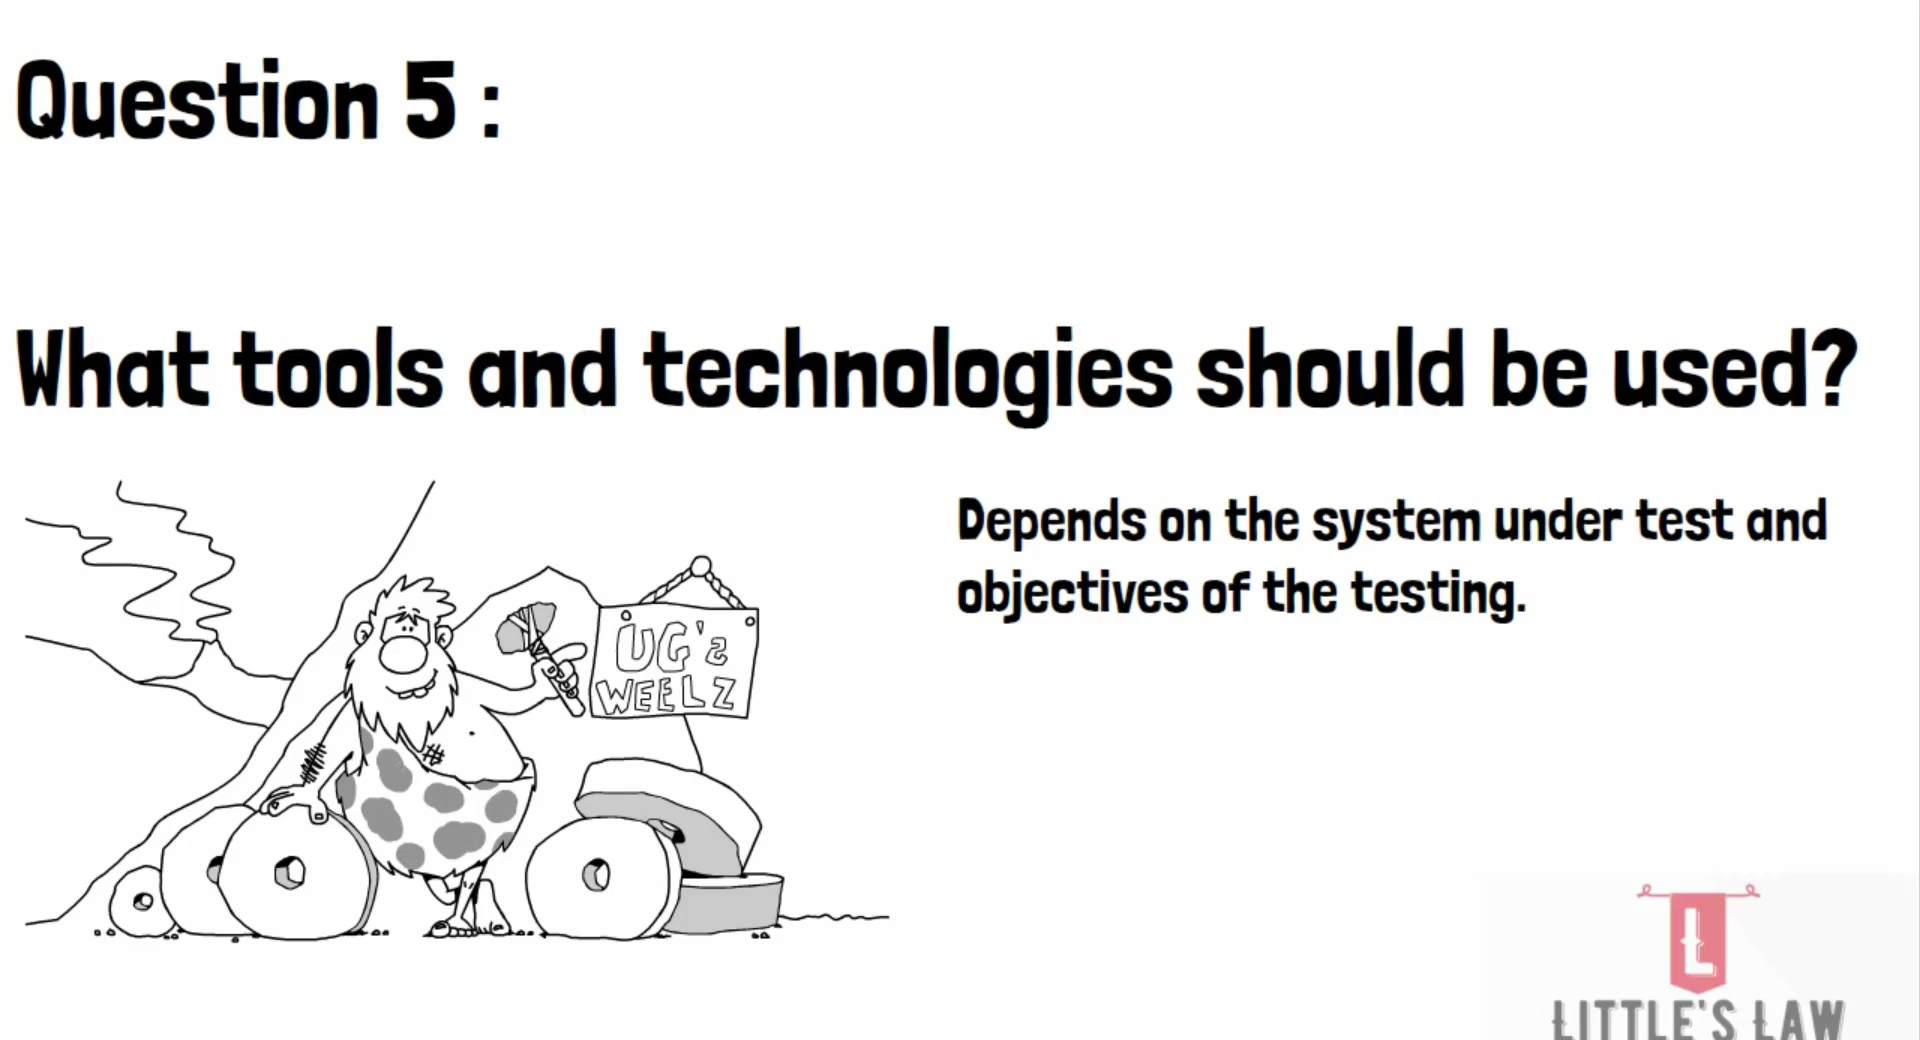 Question 5 :
What tools and technologies should be used?
Depends on the system under test and
objectives of the testing.
UG's
WEELZ
L
LITTLE'S LAW